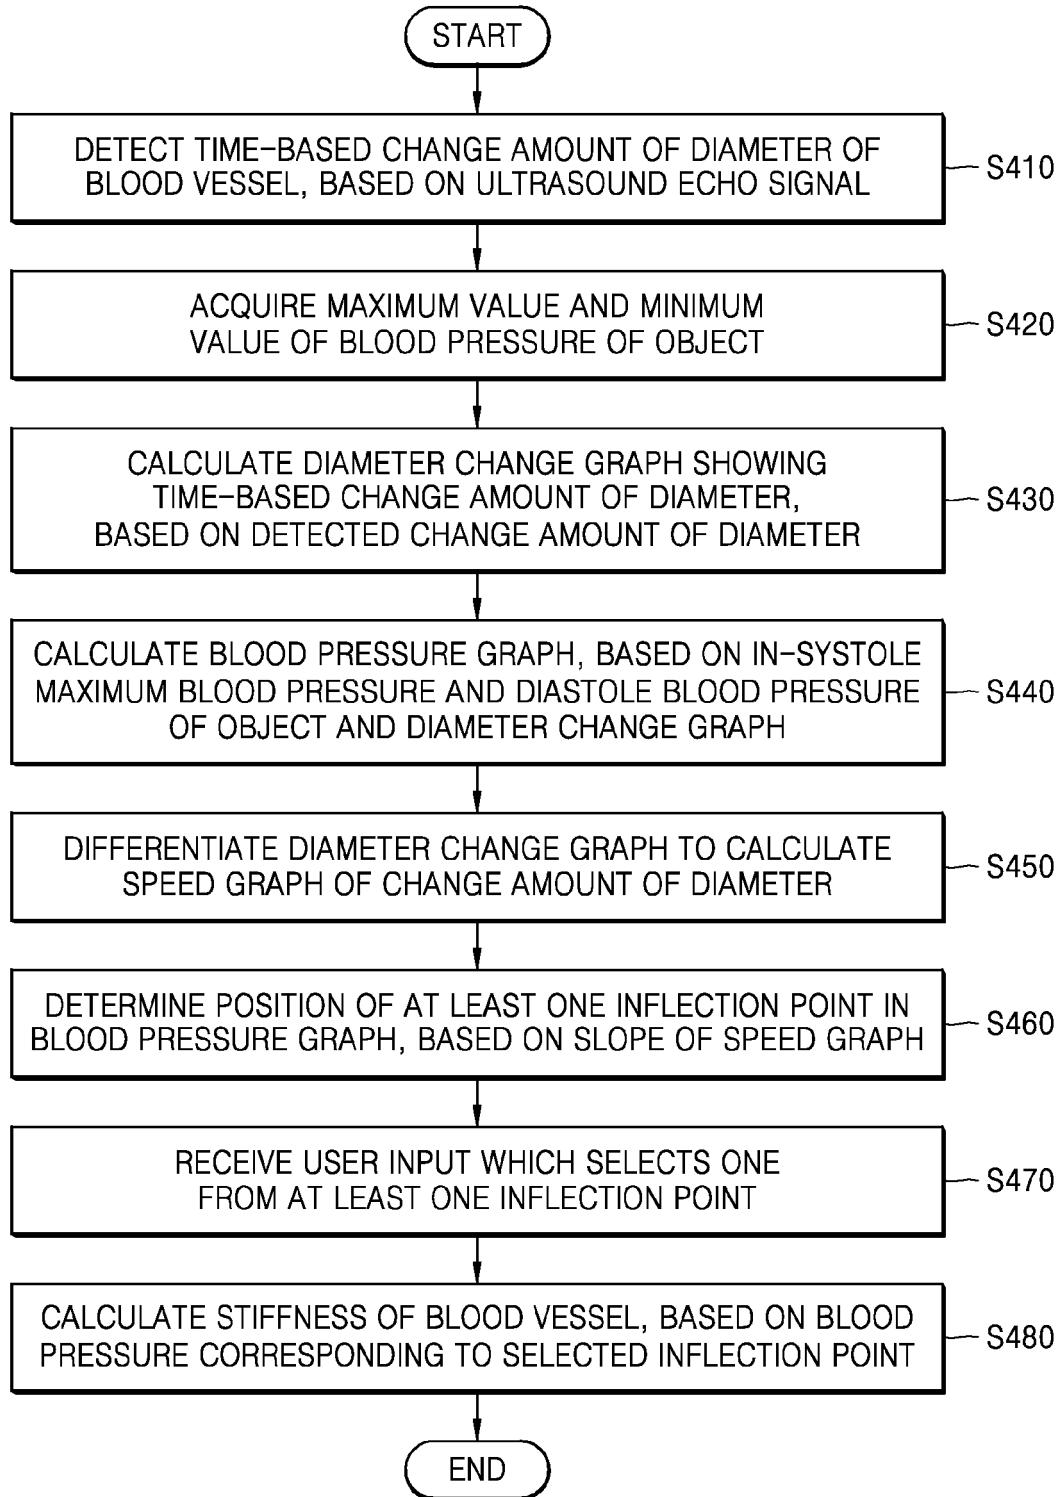 START
DETECT TIME-BASED CHANGE AMOUNT OF DIAMETER OF
BLOOD VESSEL, BASED ON ULTRASOUND ECHO SIGNAL
S410
ACQUIRE MAXIMUM VALUE AND MINIMUM
VALUE OF BLOOD PRESSURE OF OBJECT
S420
CALCULATE DIAMETER CHANGE GRAPH SHOWING
TIME-BASED CHANGE AMOUNT OF DIAMETER,
BASED ON DETECTED CHANGE AMOUNT OF DIAMETER
S430
CALCULATE BLOOD PRESSURE GRAPH, BASED ON IN-SYSTOLE
MAXIMUM BLOOD PRESSURE AND DIASTOLE BLOOD PRESSURE
OF OBJECT AND DIAMETER CHANGE GRAPH
S440
DIFFERENTIATE DIAMETER CHANGE GRAPH TO CALCULATE
SPEED GRAPH OF CHANGE AMOUNT OF DIAMETER
S450
DETERMINE POSITION OF AT LEAST ONE INFLECTION POINT IN
BLOOD PRESSURE GRAPH, BASED ON SLOPE OF SPEED GRAPH
S460
RECEIVE USER INPUT WHICH SELECTS ONE
FROM AT LEAST ONE INFLECTION POINT
S470
CALCULATE STIFFNESS OF BLOOD VESSEL, BASED ON BLOOD
PRESSURE CORRESPONDING TO SELECTED INFLECTION POINT
S480
END